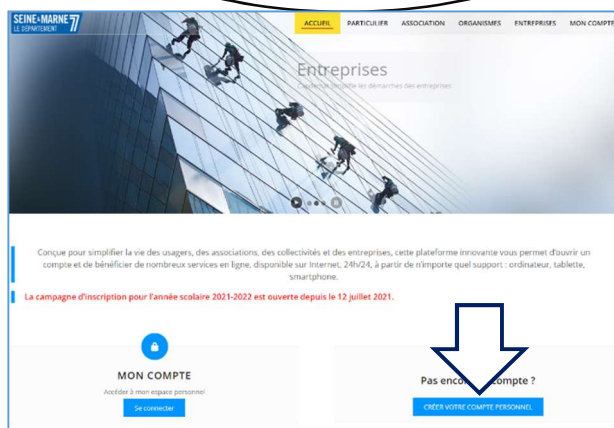 SEINE&MARNE 77
LE DÉPARTEMENT
ACCUEIL PARTICULIER ASSOCIATION ORGANISMES ENTREPRISES MON COMPTE
Entreprises
les démarches des entreprises
Conçue pour simplifier la vie des usagers, des associations, des collectivités et des entreprises, cette plateforme innovante vous permet d'ouvrir un
compte et de bénéficier de nombreux services en ligne, disponible sur Internet, 24h/24, à partir de n'importe quel support : ordinateur, tablette,
smartphone.
La campagne d'inscription pour l'année scolaire 2021-2022 est ouverte depuis le 12 juillet 2021.
MON COMPTE
Accéder à mon espace personnel
Se connecter
Pas compte ?
CRÉER VOTRE COMPTE PERSONNEL